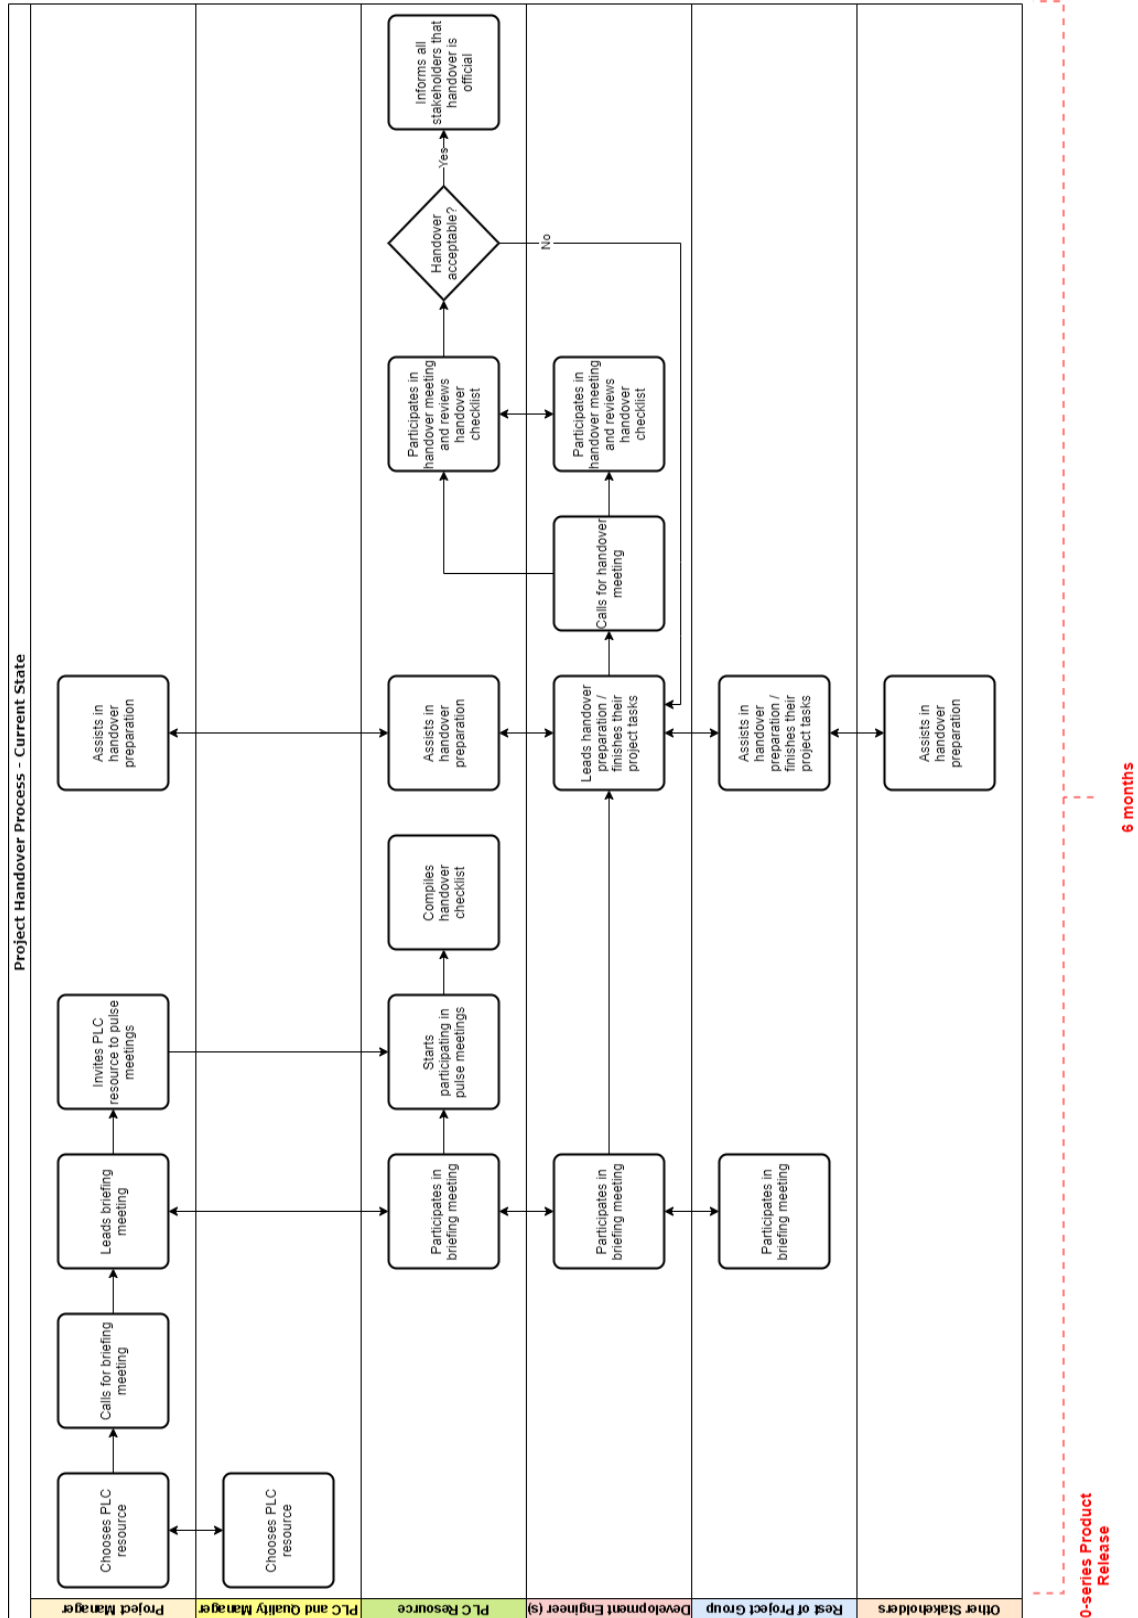 Project Handover Process - Current State
Project Manager
Chooses PLC
resource
Calls for briefing
meeting
Leads briefing
meeting
Invites PLC
resource to pulse
meetings
Assists in
handover
preparation
PLC and Quality Manager
Chooses PLC
resource
PLC Resource
Participates in
briefing meeting
Starts
participating in
pulse meetings
Compiles
handover
checklist
Assists in
handover
preparation
Participates in
handover meeting
and reviews
handover
checklist
Handover
acceptable?
Yes
Informs all
stakeholders that
handover is
official
No
Development Engineer (s)
Participates in
briefing meeting
Leads handover
preparation /
finishes their
project tasks
Calls for handover
meeting
Participates in
handover meeting
and reviews
handover
checklist
Rest of Project Group
Participates in
briefing meeting
Assists in
handover
preparation /
finishes their
project tasks
Other Stakeholders
Assists in
handover
preparation
0-series Product
Release
6 months